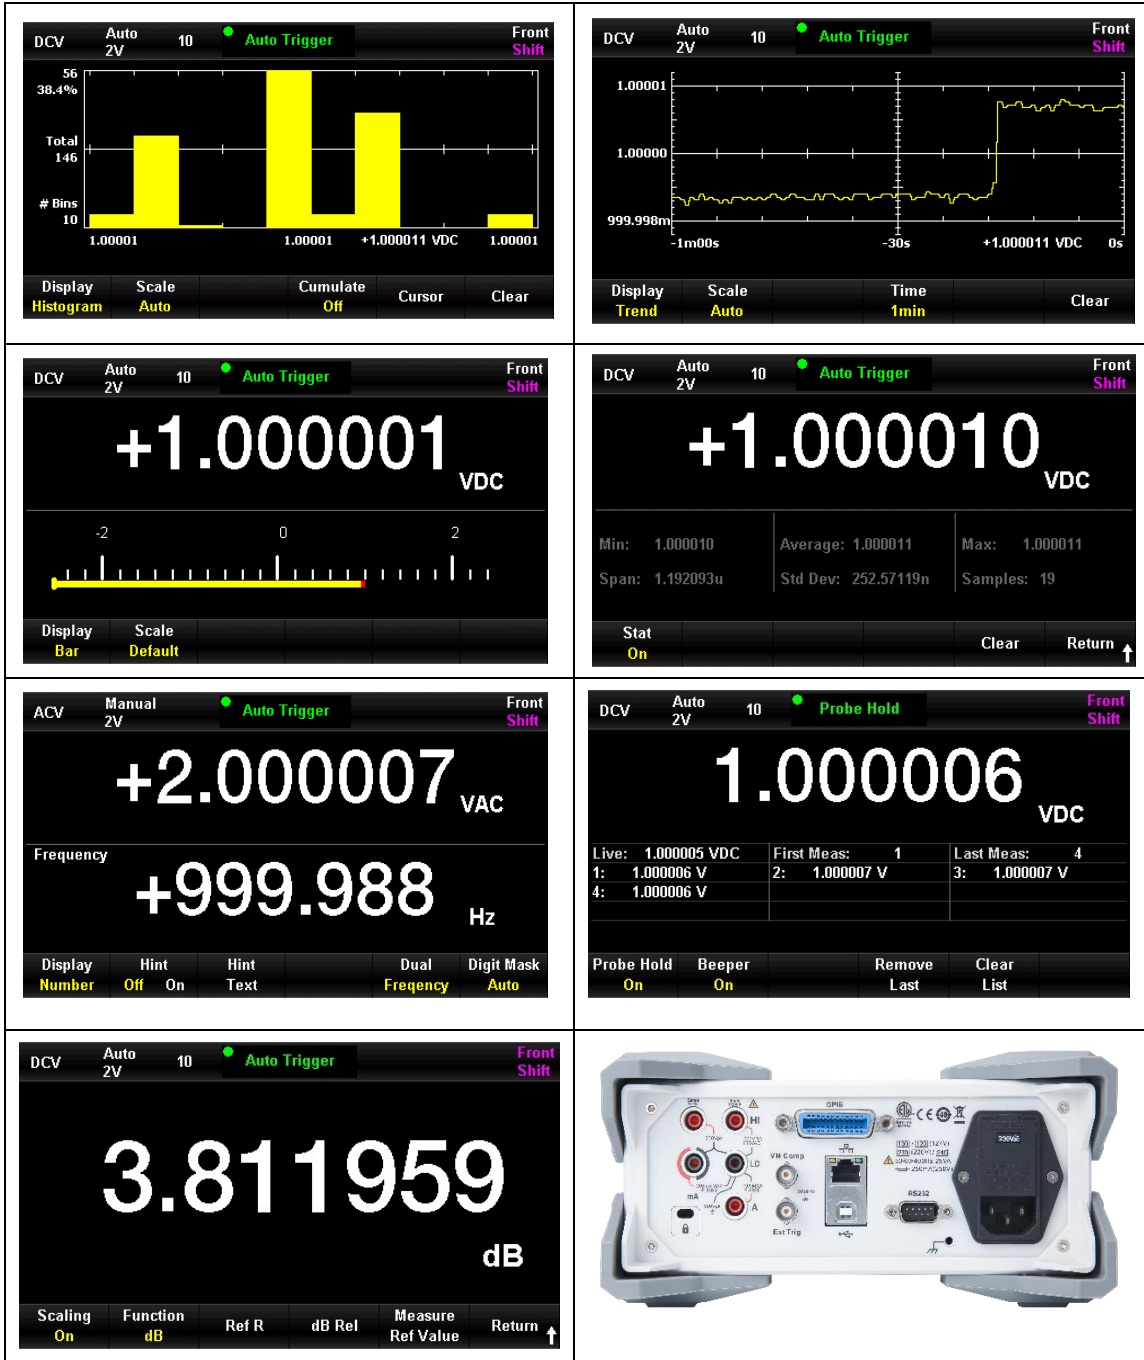 DCV Auto 10 Auto Trigger Front
2V Shift
56
38.4%
Total
146
# Bins
10
1.00001 1.00001 +1.000011 VDC 1.00001
Display Scale Cumulate Cursor Clear
Histogram Auto Off
DCV Auto 10 Auto Trigger Front
2V Shift
1.00001
1.00000
999.998m
-1m00s -30s +1.000011 VDC 0s
Display Scale Time Clear
Trend Auto 1min
DCV Auto 10 Auto Trigger Front
2V Shift
+1.000001 VDC
-2 0 2
Display Scale
Bar Default
DCV Auto 10 Auto Trigger Front
2V Shift
+1.000010 VDC
Min: 1.000010 Average: 1.000011 Max: 1.000011
Span: 1.192093u Std Dev: 252.57119n Samples: 19
Stat Clear Return
On
ACV Manual Auto Trigger Front
2V Shift
+2.000007 VAC
Frequency
+999.988 Hz
Display Hint Hint Dual Digit Mask
Number Off On Text Freqency Auto
DCV Auto 10 Probe Hold Front
2V Shift
1.000006 VDC
Live: 1.000005 VDC First Meas: 1 Last Meas: 4
1: 1.000006 V 2: 1.000007 V 3: 1.000007 V
4: 1.000006 V
Probe Hold Beeper Remove Clear
On On Last List
DCV Auto 10 Auto Trigger Front
2V Shift
3.811959
dB
Scaling Function Ref R dB Rel Measure Return
On dB Ref Value
GPIB
HI
VM Comp
LO
mA
A
Ext Trig
RS232